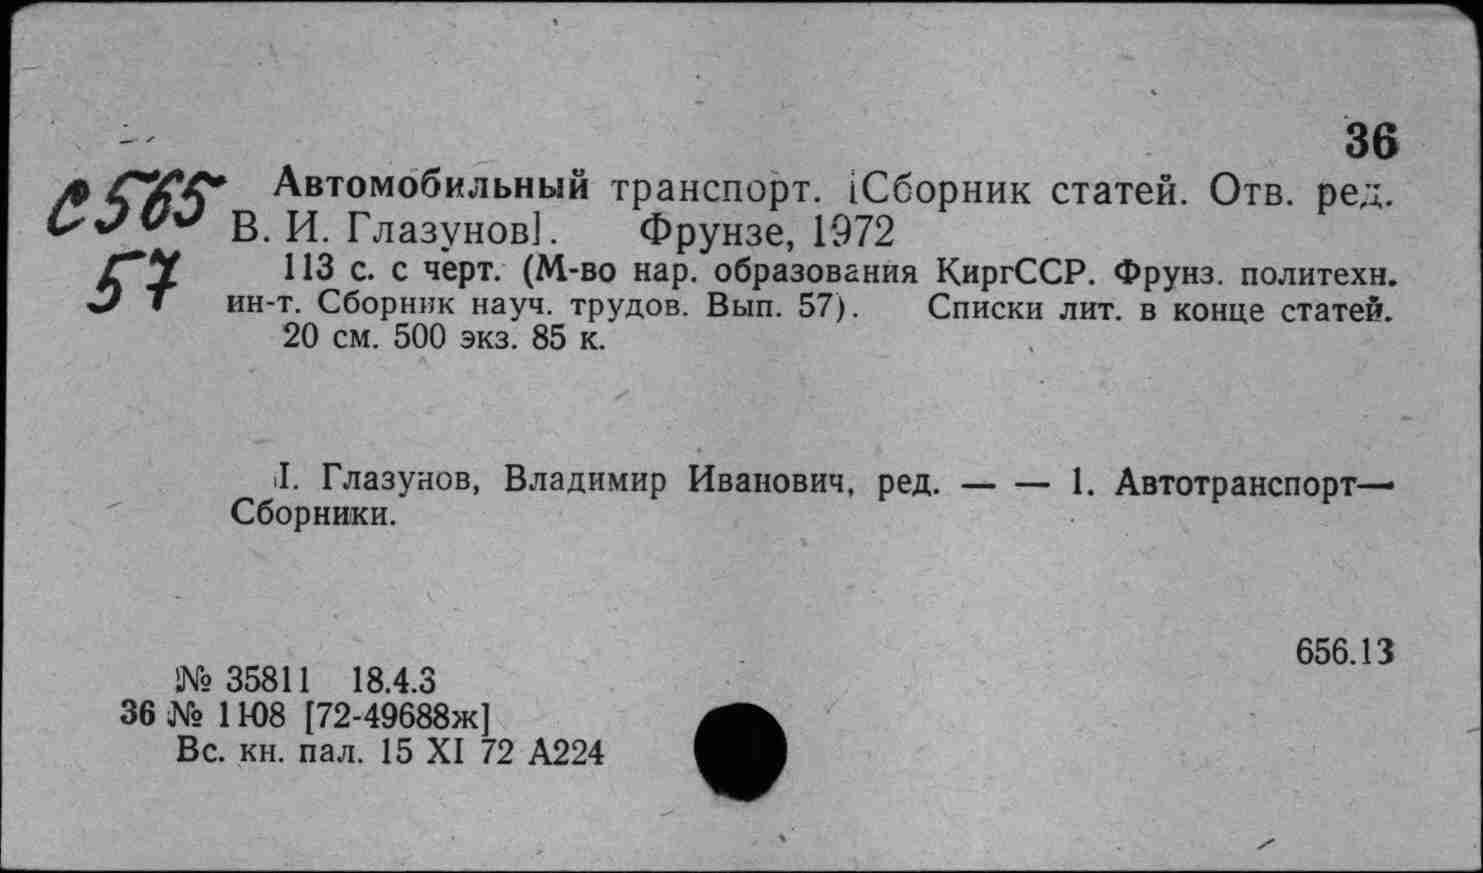 36
С565
57
Автомобильный транспорт. [Сборник статей. Отв. ред.
В. И. Глазунов]. Фрунзе, 1972
113 с. с черт. (М-во нар. образования КиргССР. Фрунз. политехн.
ин-т. Сборник науч. трудов. Вып. 57). Списки лит. в конце статей.
20 см. 500 экз. 85 к.
I. Глазунов, Владимир Иванович, ред. — — 1. Автотранспорт—
Сборники.
656.13
№ 35811 18.4.3
36 № 1108 [72-49688ж]
Вс. кн. пал. 15 XI 72 А224